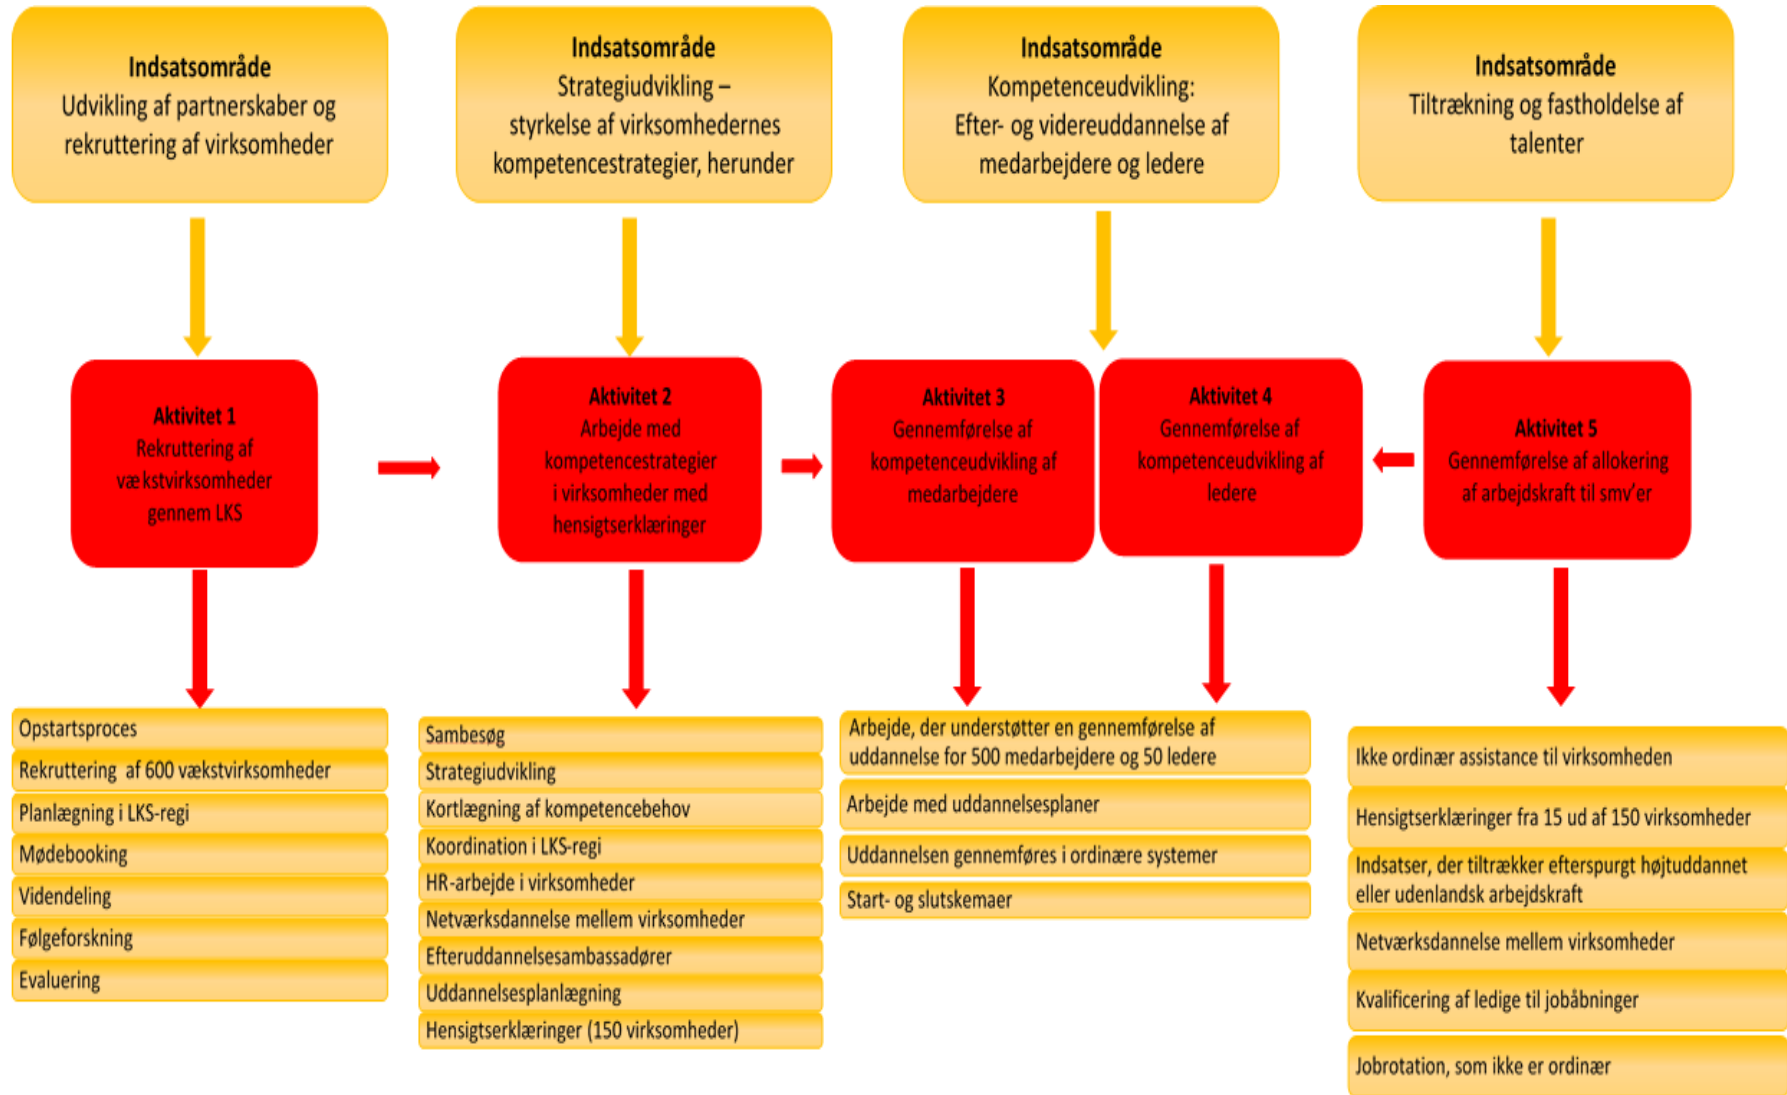 Indsatsområde
Udvikling af partnerskaber og
rekruttering af virksomheder
Indsatsområde
Strategiudvikling –
styrkelse af virksomhedernes
kompetencestrategier, herunder
Indsatsområde
Kompetenceudvikling:
Efter- og videreuddannelse af
medarbejdere og ledere
Indsatsområde
Tiltrækning og fastholdelse af
talenter
Aktivitet 1
Rekruttering af
vækstvirksomheder
gennem LKS
Aktivitet 2
Arbejde med
kompetencestrategier
i virksomheder med
hensigtserklæringer
Aktivitet 3
Gennemførelse af
kompetenceudvikling af
medarbejdere
Aktivitet 4
Gennemførelse af
kompetenceudvikling af
ledere
Aktivitet 5
Gennemførelse af allokering
af arbejdskraft til smv'er
Opstartsproces
Rekruttering af 600 vækstvirksomheder
Planlægning i LKS-regi
Mødebooking
Videndeling
Følgeforskning
Evaluering
Sambesøg
Strategiudvikling
Kortlægning af kompetencebehov
Koordination i LKS-regi
HR-arbejde i virksomheder
Netværksdannelse mellem virksomheder
Efteruddannelsesambassadører
Uddannelsesplanlægning
Hensigtserklæringer (150 virksomheder)
Arbejde, der understøtter en gennemførelse af
uddannelse for 500 medarbejdere og 50 ledere
Arbejde med uddannelsesplaner
Uddannelsen gennemføres i ordinære systemer
Start- og slutskemaer
Ikke ordinær assistance til virksomheden
Hensigtserklæringer fra 15 ud af 150 virksomheder
Indsatser, der tiltrækker efterspurgt højtuddannet
eller udenlandsk arbejdskraft
Netværksdannelse mellem virksomheder
Kvalificering af ledige til jobåbninger
Jobrotation, som ikke er ordinær